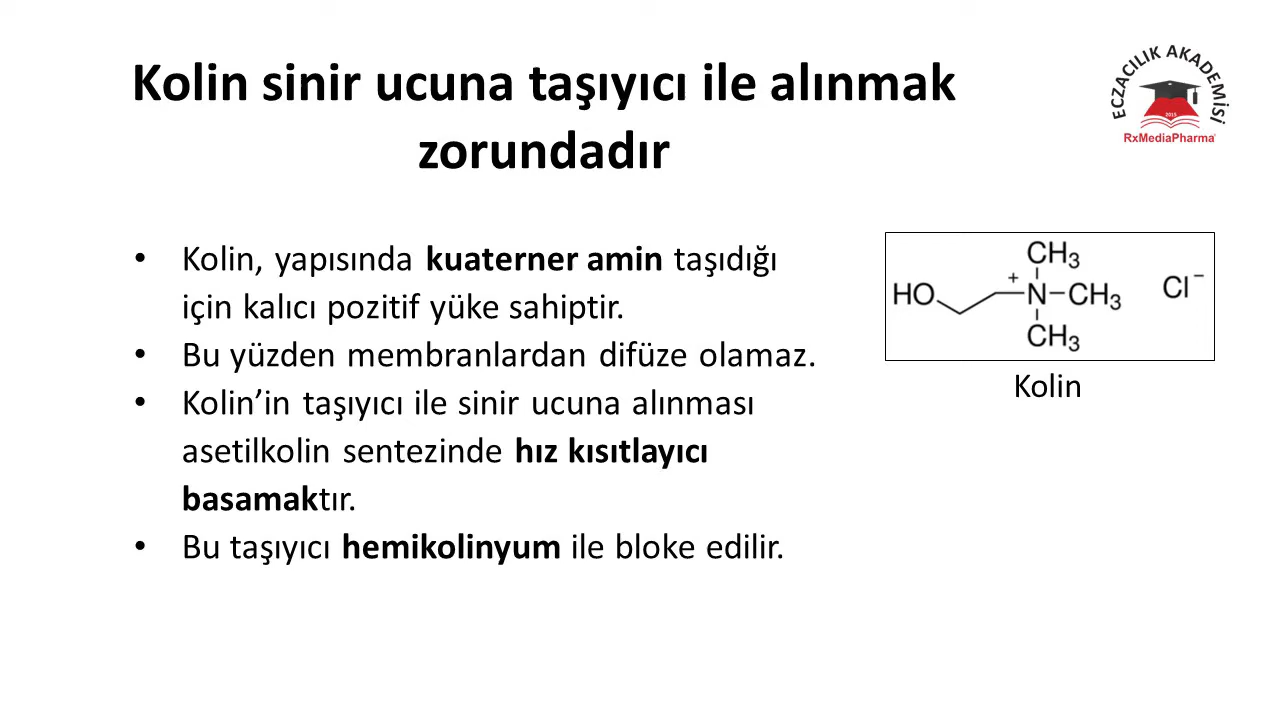 Kolin sinir ucuna taşıyıcı ile alınmak
zorundadır
ECZACILIK AKADEMİSİ
2015
RxMediaPharma
• Kolin, yapısında kuaterner amin taşıdığı
için kalıcı pozitif yüke sahiptir.
• Bu yüzden membranlardan difüze olamaz.
• Kolin’in taşıyıcı ile sinir ucuna alınması
asetilkolin sentezinde hız kısıtlayıcı
basamaktır.
• Bu taşıyıcı hemikolinyum ile bloke edilir.
CH3
HO + N CH3 Cl −
CH3
Kolin